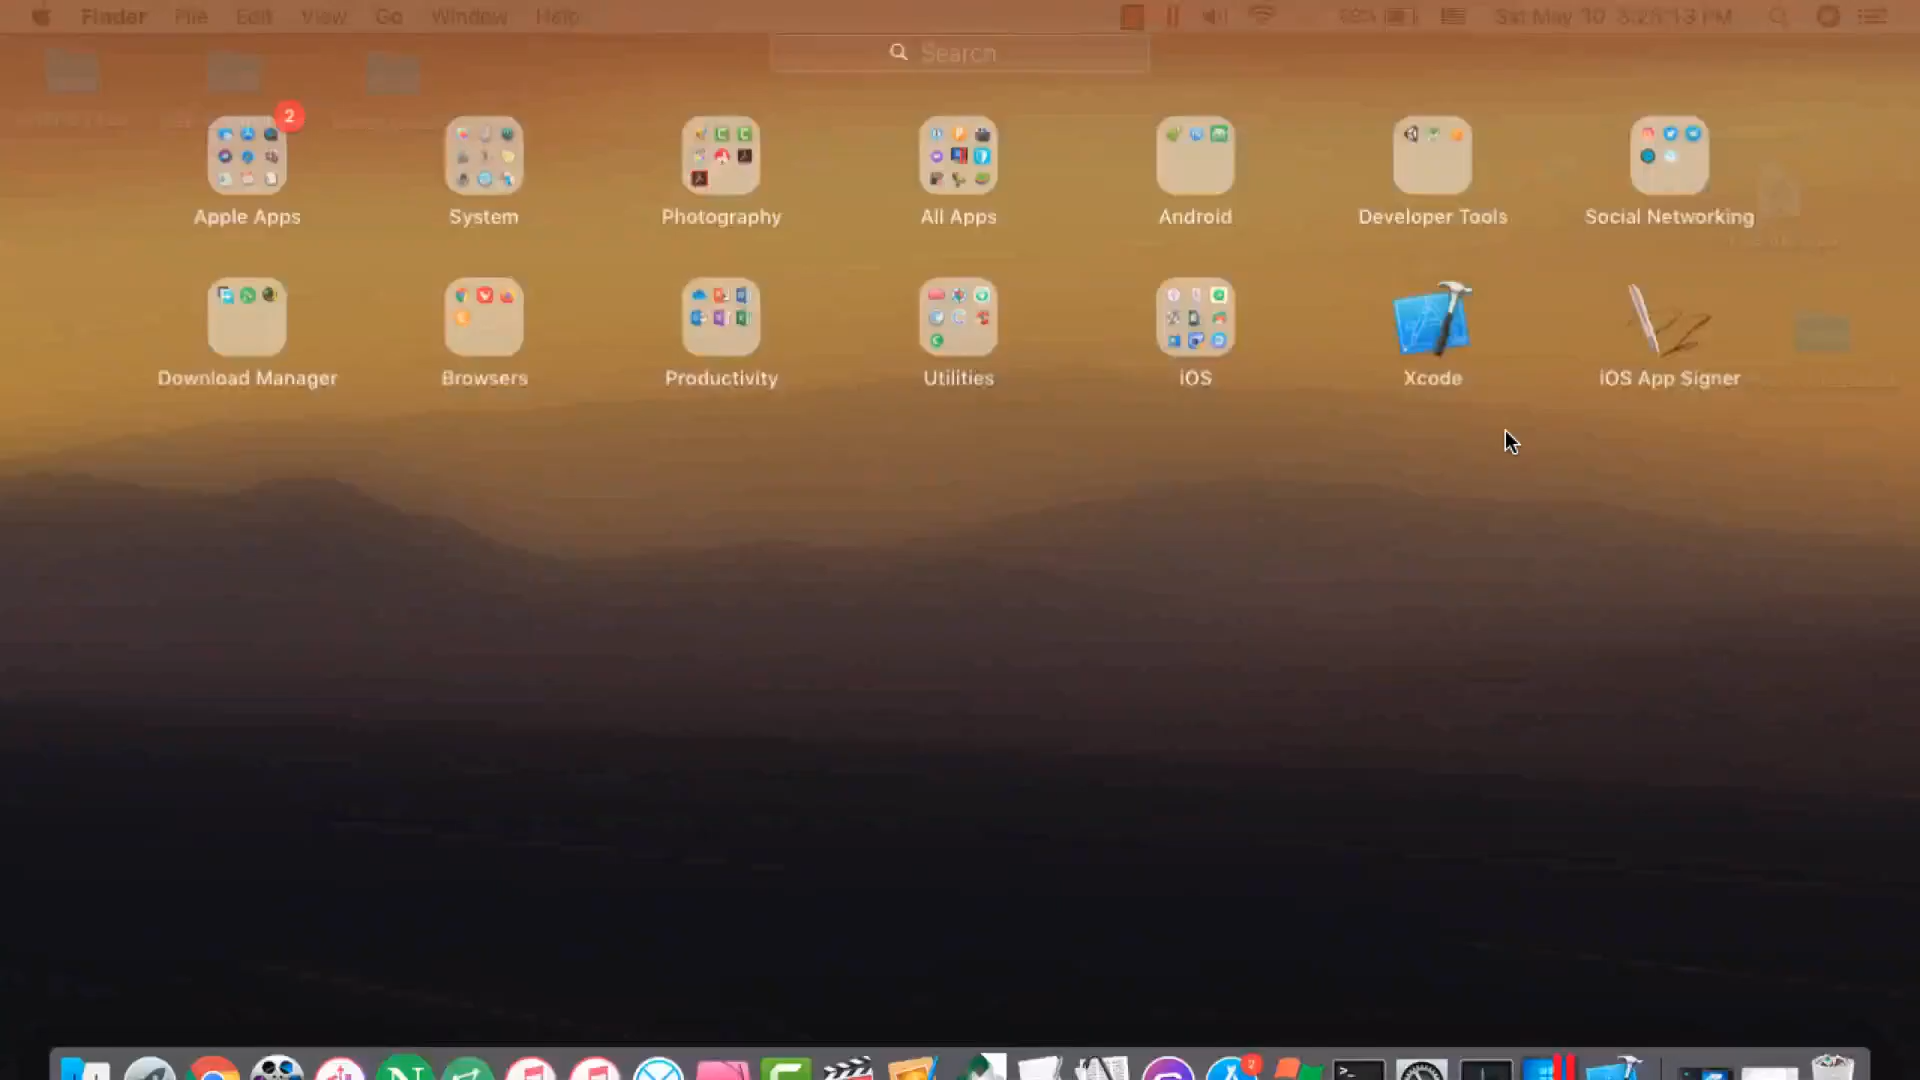 Finder File Edit View Go Window Help
Search
2
Apple Apps System Photography All Apps Android Developer Tools Social Networking
Download Manager Browsers Productivity Utilities iOS Xcode iOS App Signer
2